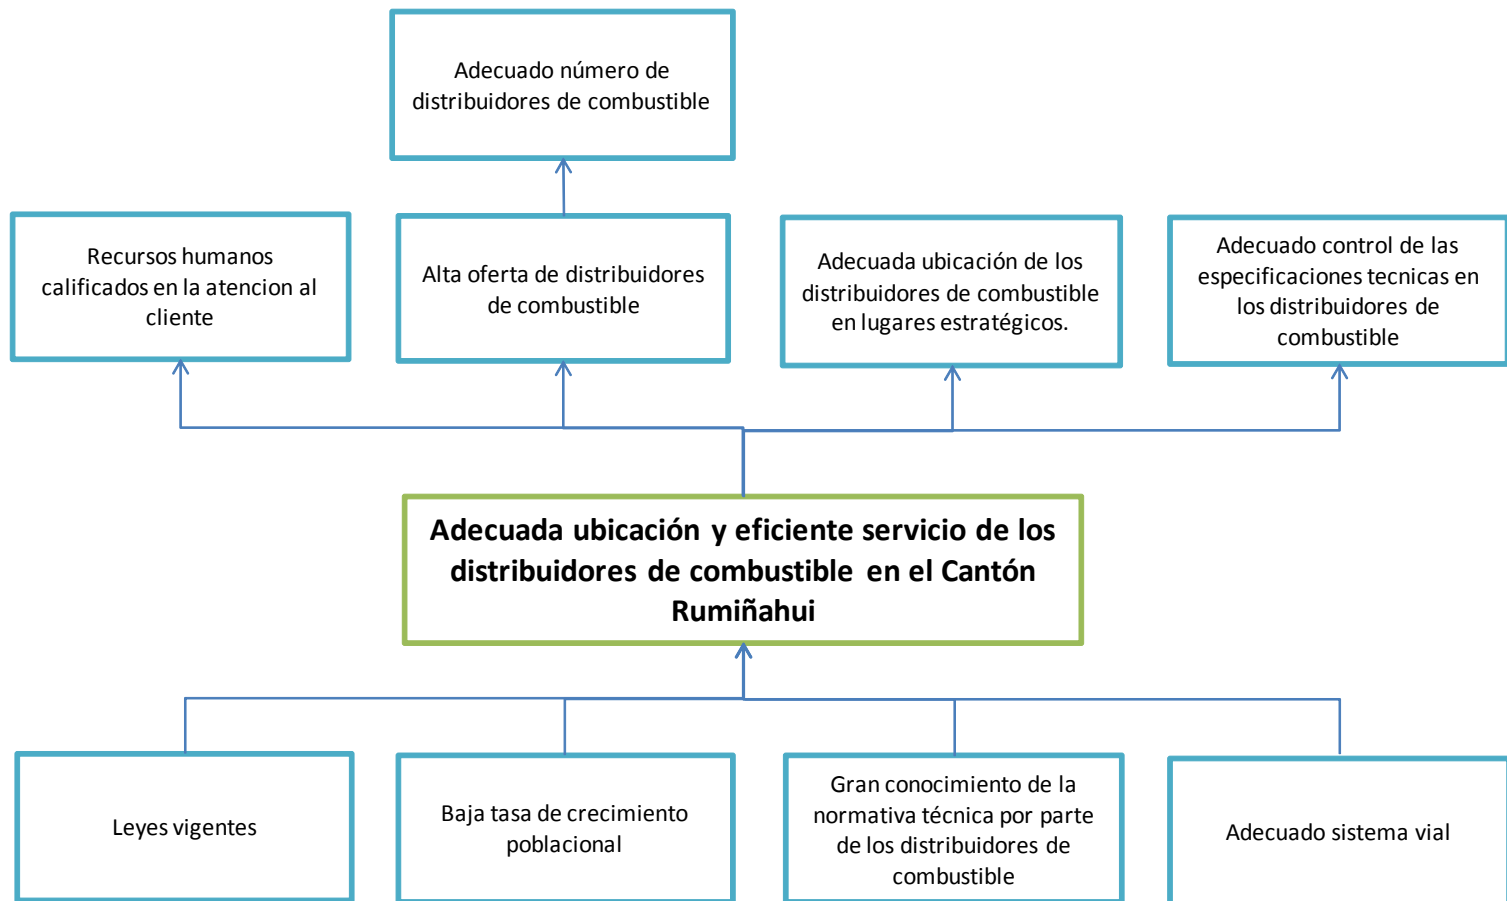 Adecuado número de
distribuidores de combustible
Recursos humanos
calificados en la atencion al
cliente
Alta oferta de distribuidores
de combustible
Adecuada ubicación de los
distribuidores de combustible
en lugares estratégicos.
Adecuado control de las
especificaciones tecnicas en
los distribuidores de
combustible
Adecuada ubicación y eficiente servicio de los
distribuidores de combustible en el Cantón
Rumiñahui
Leyes vigentes
Baja tasa de crecimiento
poblacional
Gran conocimiento de la
normativa técnica por parte
de los distribuidores de
combustible
Adecuado sistema vial